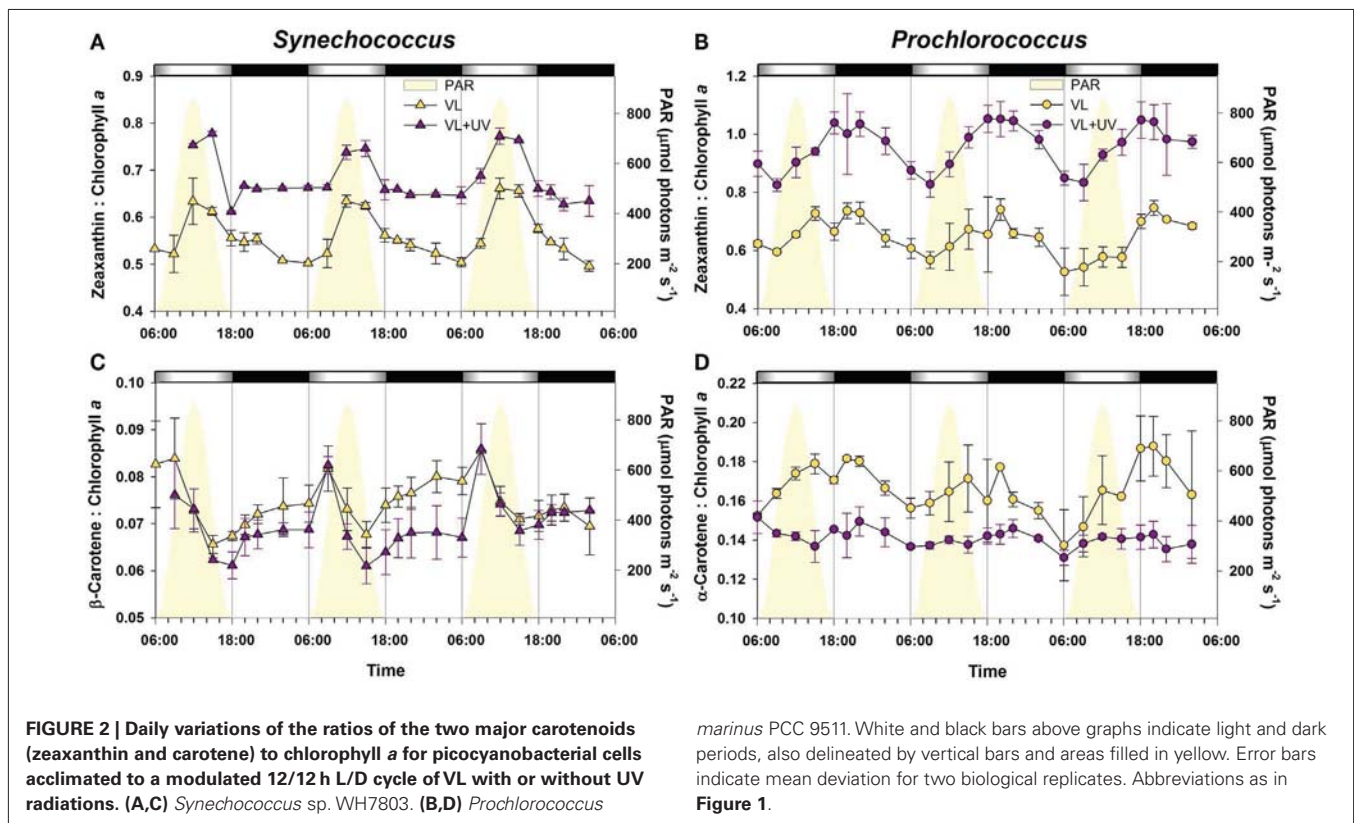 A
Synechococcus
B
Prochlorococcus
PAR
VL
VL+UV
0.9
0.8
0.7
0.6
0.5
0.4
Zeaxanthin : Chlorophyll a
800
600
400
200
PAR (μmol photons m-2 s-1)
06:00 18:00 06:00 18:00 06:00 18:00 06:00
PAR
VL
VL+UV
1.2
1.0
0.8
0.6
0.4
Zeaxanthin : Chlorophyll a
800
600
400
200
PAR (μmol photons m-2 s-1)
06:00 18:00 06:00 18:00 06:00 18:00 06:00
C
0.10
0.09
0.08
0.07
0.06
0.05
β-Carotene : Chlorophyll a
800
600
400
200
PAR (μmol photons m-2 s-1)
06:00 18:00 06:00 18:00 06:00 18:00 06:00
Time
D
0.22
0.20
0.18
0.16
0.14
0.12
0.10
α-Carotene : Chlorophyll a
800
600
400
200
PAR (μmol photons m-2 s-1)
06:00 18:00 06:00 18:00 06:00 18:00 06:00
Time
FIGURE 2 | Daily variations of the ratios of the two major carotenoids
(zeaxanthin and carotene) to chlorophyll a for picocyanobacterial cells
acclimated to a modulated 12/12 h L/D cycle of VL with or without UV
radiations. (A,C) Synechococcus sp. WH7803. (B,D) Prochlorococcus
marinus PCC 9511. White and black bars above graphs indicate light and dark
periods, also delineated by vertical bars and areas filled in yellow. Error bars
indicate mean deviation for two biological replicates. Abbreviations as in
Figure 1.